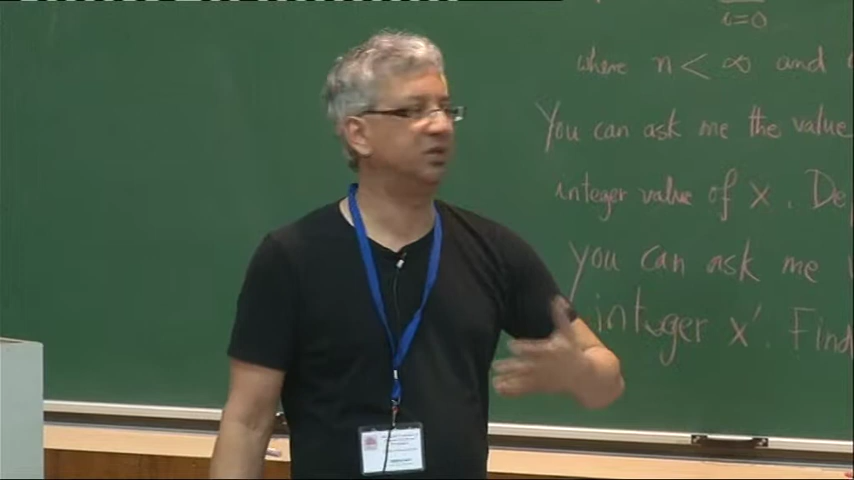 i=0
where n < ∞ and
You can ask me the value
integer value of x. De
You can ask me
integer x'. Find